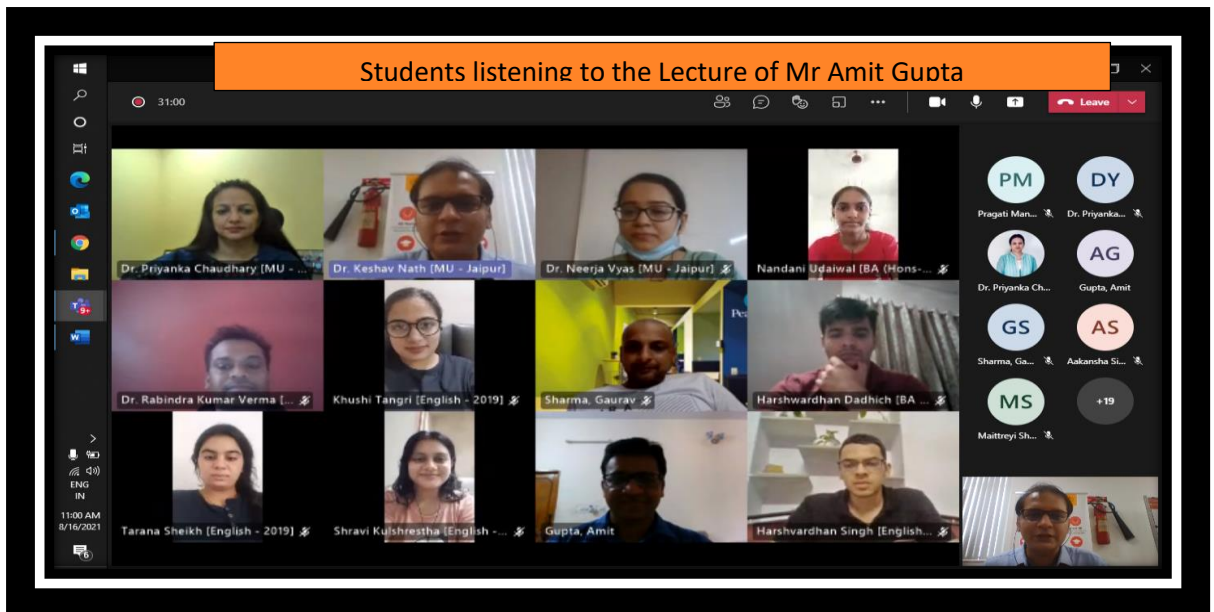 Students listening to the Lecture of Mr Amit Gupta
31:00
Leave
Dr. Priyanka Chaudhary [MU - ...
Dr. Keshav Nath [MU - Jaipur]
Dr. Neerja Vyas [MU - Jaipur]
Nandani Udaiwal [BA (Hons-...
PM
DY
Pragati Man...
Dr. Priyanka...
AG
Dr. Priyanka Ch...
Gupta, Amit
Dr. Rabindra Kumar Verma [...
Khushi Tangri [English - 2019]
Sharma, Gaurav
Harshwardhan Dadhich [BA ...
GS
AS
Sharma, Ga...
Aakansha Si...
MS
+19
Maittreyi Sh...
Tarana Sheikh [English - 2019]
Shravi Kulshrestha [English -...
Gupta, Amit
Harshvardhan Singh [English...
9+
ENG
IN
11:00 AM
8/16/2021
6